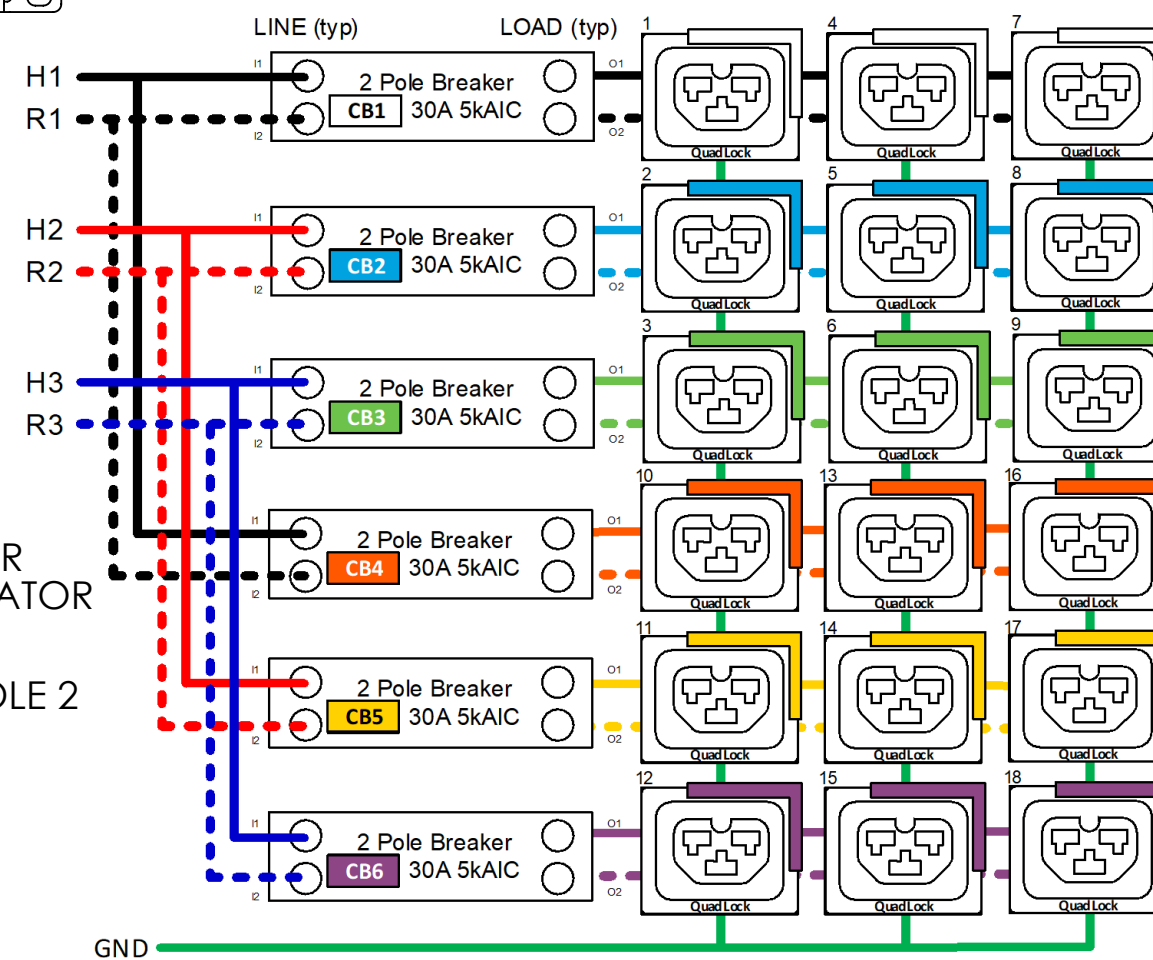 LINE (typ) LOAD (typ) 1 4 7
H1 I1 2 Pole Breaker O1
R1 I2 CB1 30A 5kAIC O2
QuadLock QuadLock QuadLock
2 5 8
H2 I1 2 Pole Breaker O1
R2 I2 CB2 30A 5kAIC O2
QuadLock QuadLock QuadLock
3 6 9
H3 I1 2 Pole Breaker O1
R3 I2 CB3 30A 5kAIC O2
QuadLock QuadLock QuadLock
10 13 16
I1 2 Pole Breaker O1
R
I2 CB4 30A 5kAIC O2
ATOR
QuadLock QuadLock QuadLock
11 14 17
I1 2 Pole Breaker O1
OLE 2
I2 CB5 30A 5kAIC O2
QuadLock QuadLock QuadLock
12 15 18
I1 2 Pole Breaker O1
I2 CB6 30A 5kAIC O2
QuadLock QuadLock QuadLock
GND